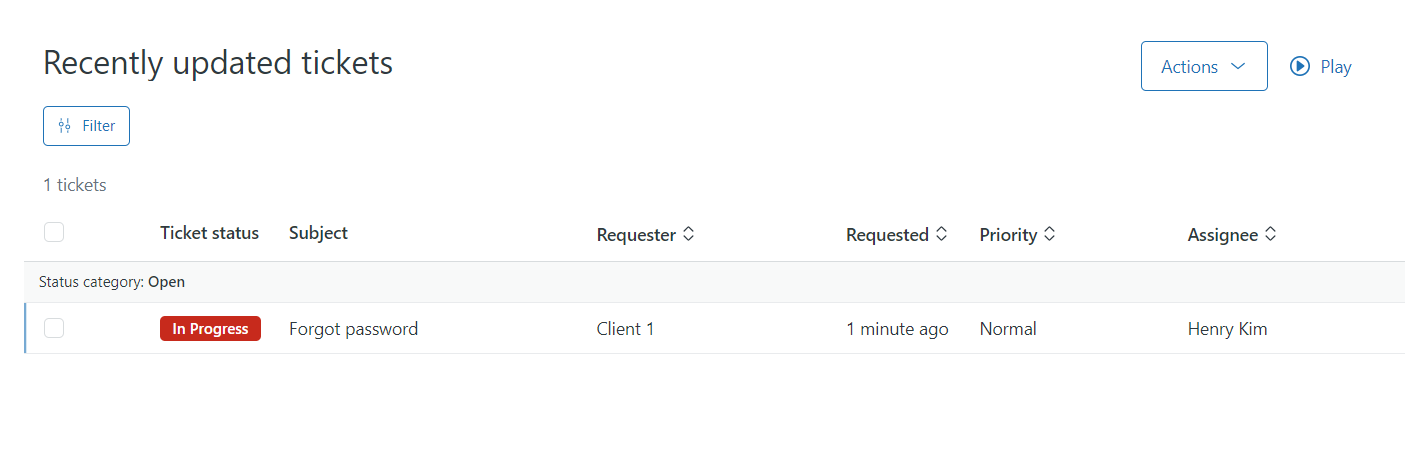 Recently updated tickets
Actions
Play
Filter
1 tickets
Ticket status Subject Requester Requested Priority Assignee
Status category: Open
In Progress Forgot password Client 1 1 minute ago Normal Henry Kim